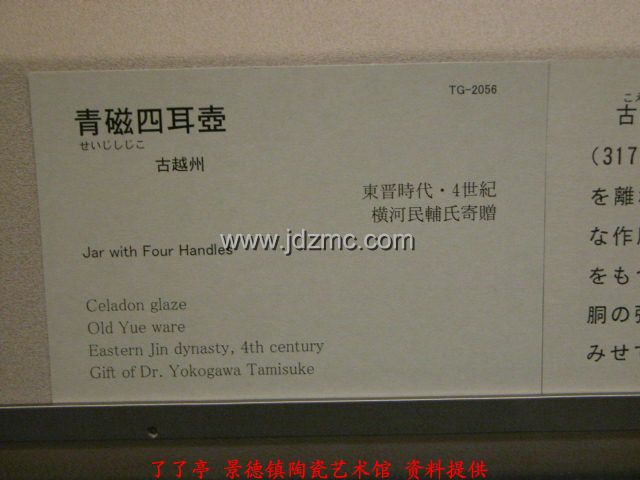 TG-2056
青磁四耳壺
せいじしじこ
古越州
東晋時代・4世紀
横河民輔氏寄贈
www.jdzmc.com
Jar with Four Handles
Celadon glaze
Old Yue ware
Eastern Jin dynasty, 4th century
Gift of Dr. Yokogawa Tamisuke
古
(317
を離
な作
をも
胴の
みせて
了了亭 景德镇陶瓷艺术馆 资料提供